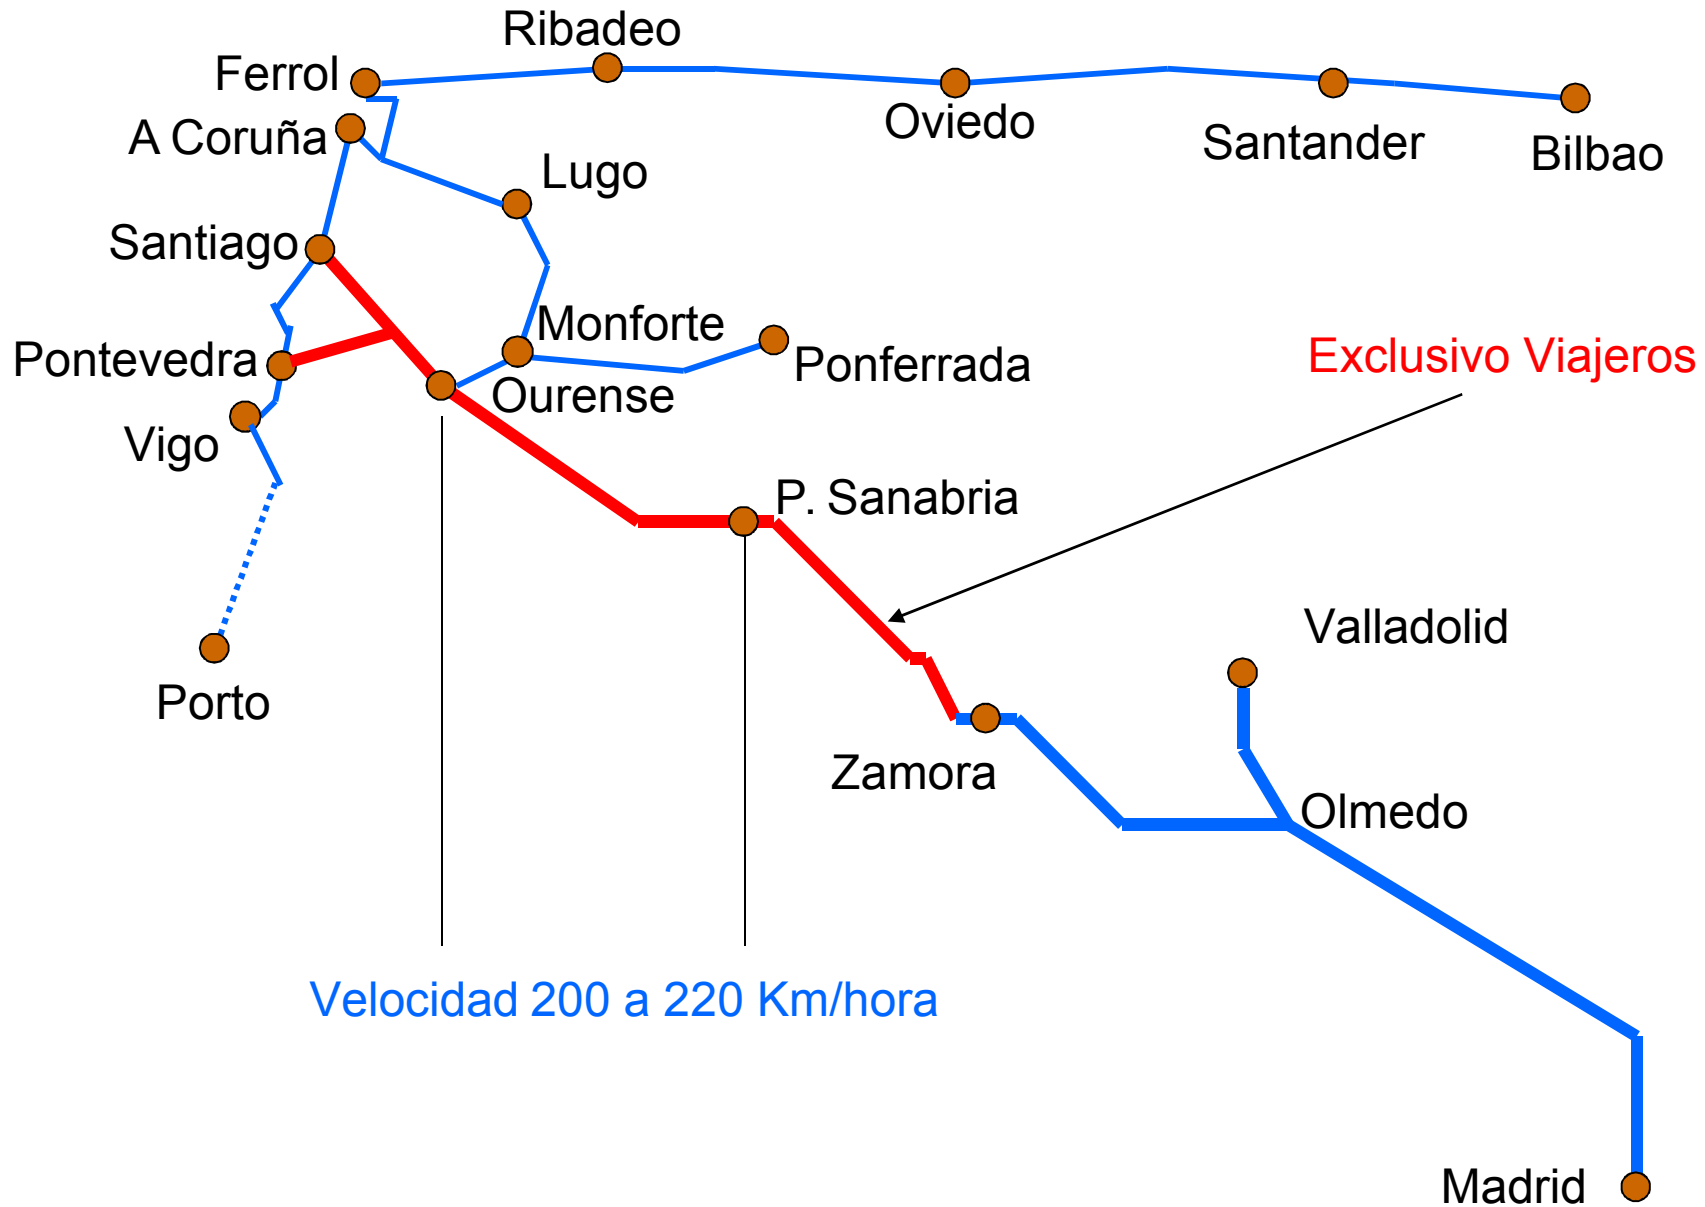 Ribadeo
Ferrol
Oviedo
A Coruña
Santander
Bilbao
Lugo
Santiago
Monforte
Pontevedra
Ponferrada
Exclusivo Viajeros
Ourense
Vigo
P. Sanabria
Valladolid
Porto
Zamora
Olmedo
Velocidad 200 a 220 Km/hora
Madrid